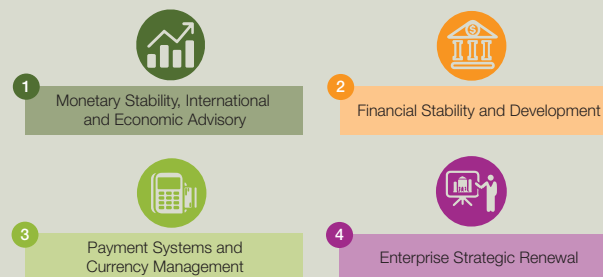 1
Monetary Stability, International
and Economic Advisory
2
Financial Stability and Development
3
Payment Systems and
Currency Management
4
Enterprise Strategic Renewal